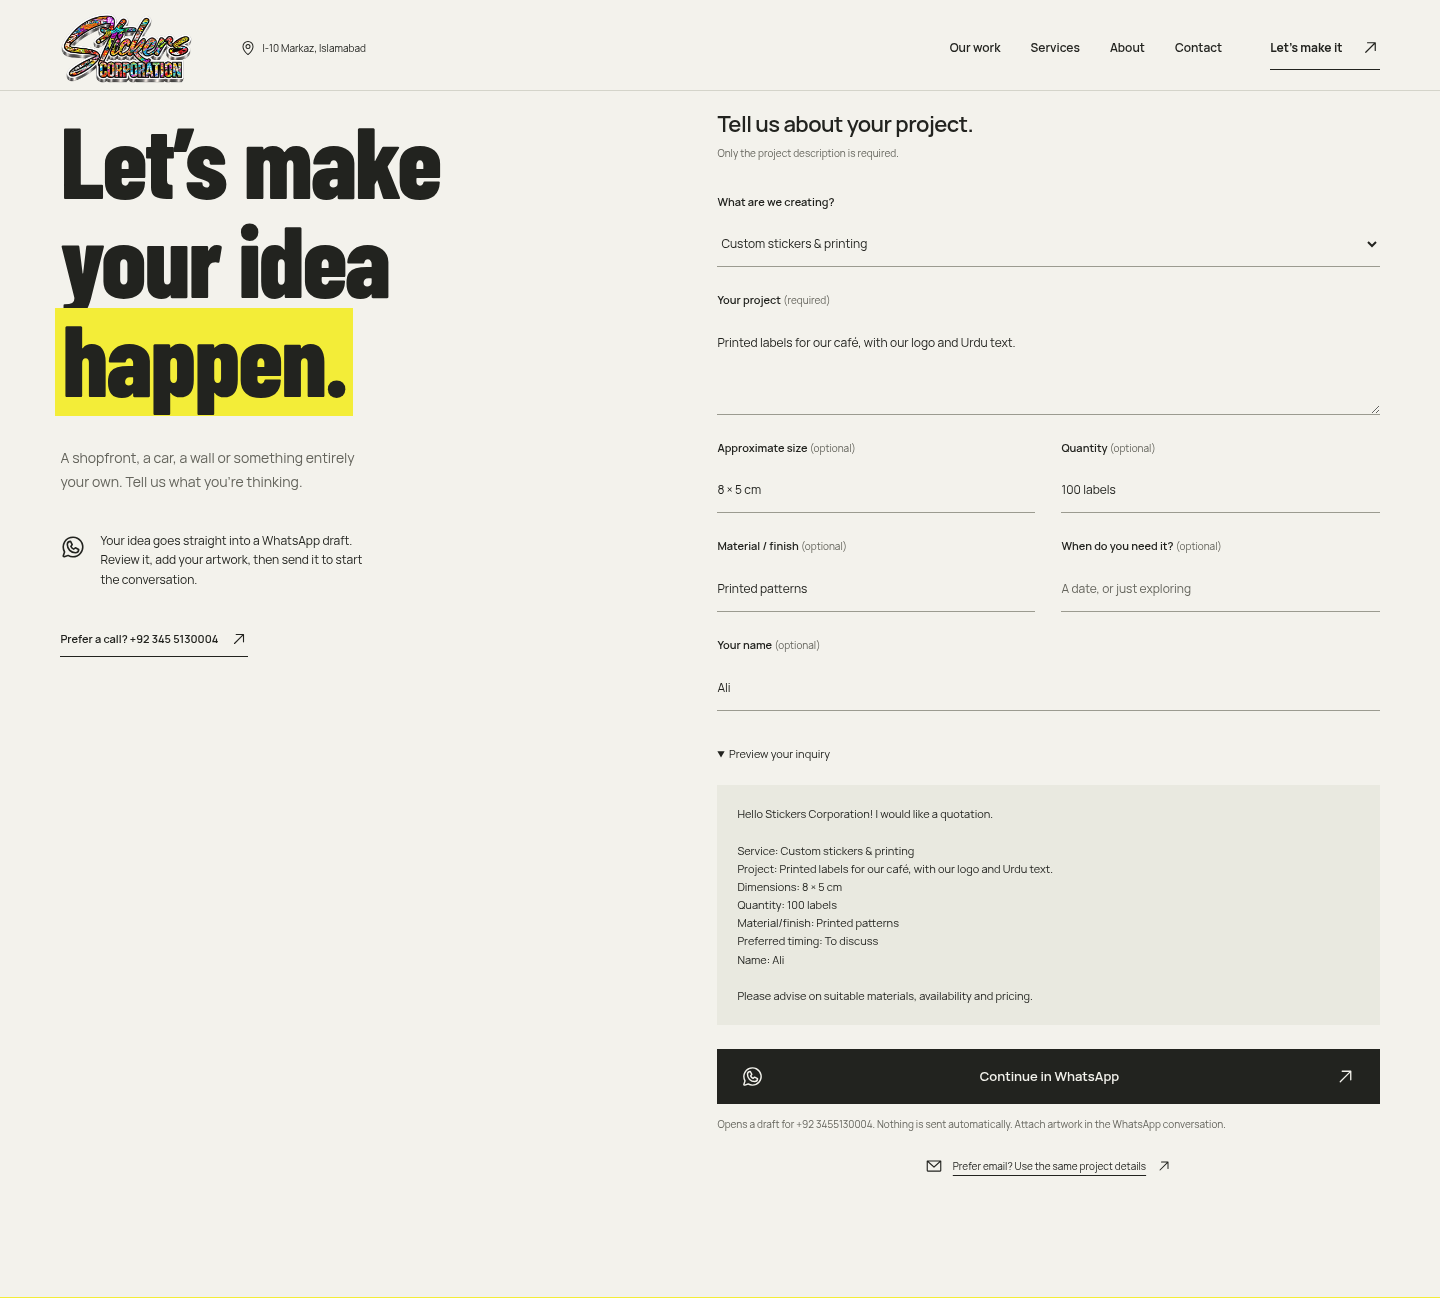 Stickers
CORPORATION
I-10 Markaz, Islamabad
Our work
Services
About
Contact
Let's make it
Let's make
your idea
happen.
A shopfront, a car, a wall or something entirely
your own. Tell us what you're thinking.
Your idea goes straight into a WhatsApp draft.
Review it, add your artwork, then send it to start
the conversation.
Prefer a call? +92 345 5130004
Tell us about your project.
Only the project description is required.
What are we creating?
Custom stickers & printing
Your project (required)
Printed labels for our café, with our logo and Urdu text.
Approximate size (optional)
Quantity (optional)
8 × 5 cm
100 labels
Material / finish (optional)
When do you need it? (optional)
Printed patterns
A date, or just exploring
Your name (optional)
Ali
Preview your inquiry
Hello Stickers Corporation! I would like a quotation.
Service: Custom stickers & printing
Project: Printed labels for our café, with our logo and Urdu text.
Dimensions: 8 × 5 cm
Quantity: 100 labels
Material/finish: Printed patterns
Preferred timing: To discuss
Name: Ali
Please advise on suitable materials, availability and pricing.
Continue in WhatsApp
Opens a draft for +92 3455130004. Nothing is sent automatically. Attach artwork in the WhatsApp conversation.
Prefer email? Use the same project details